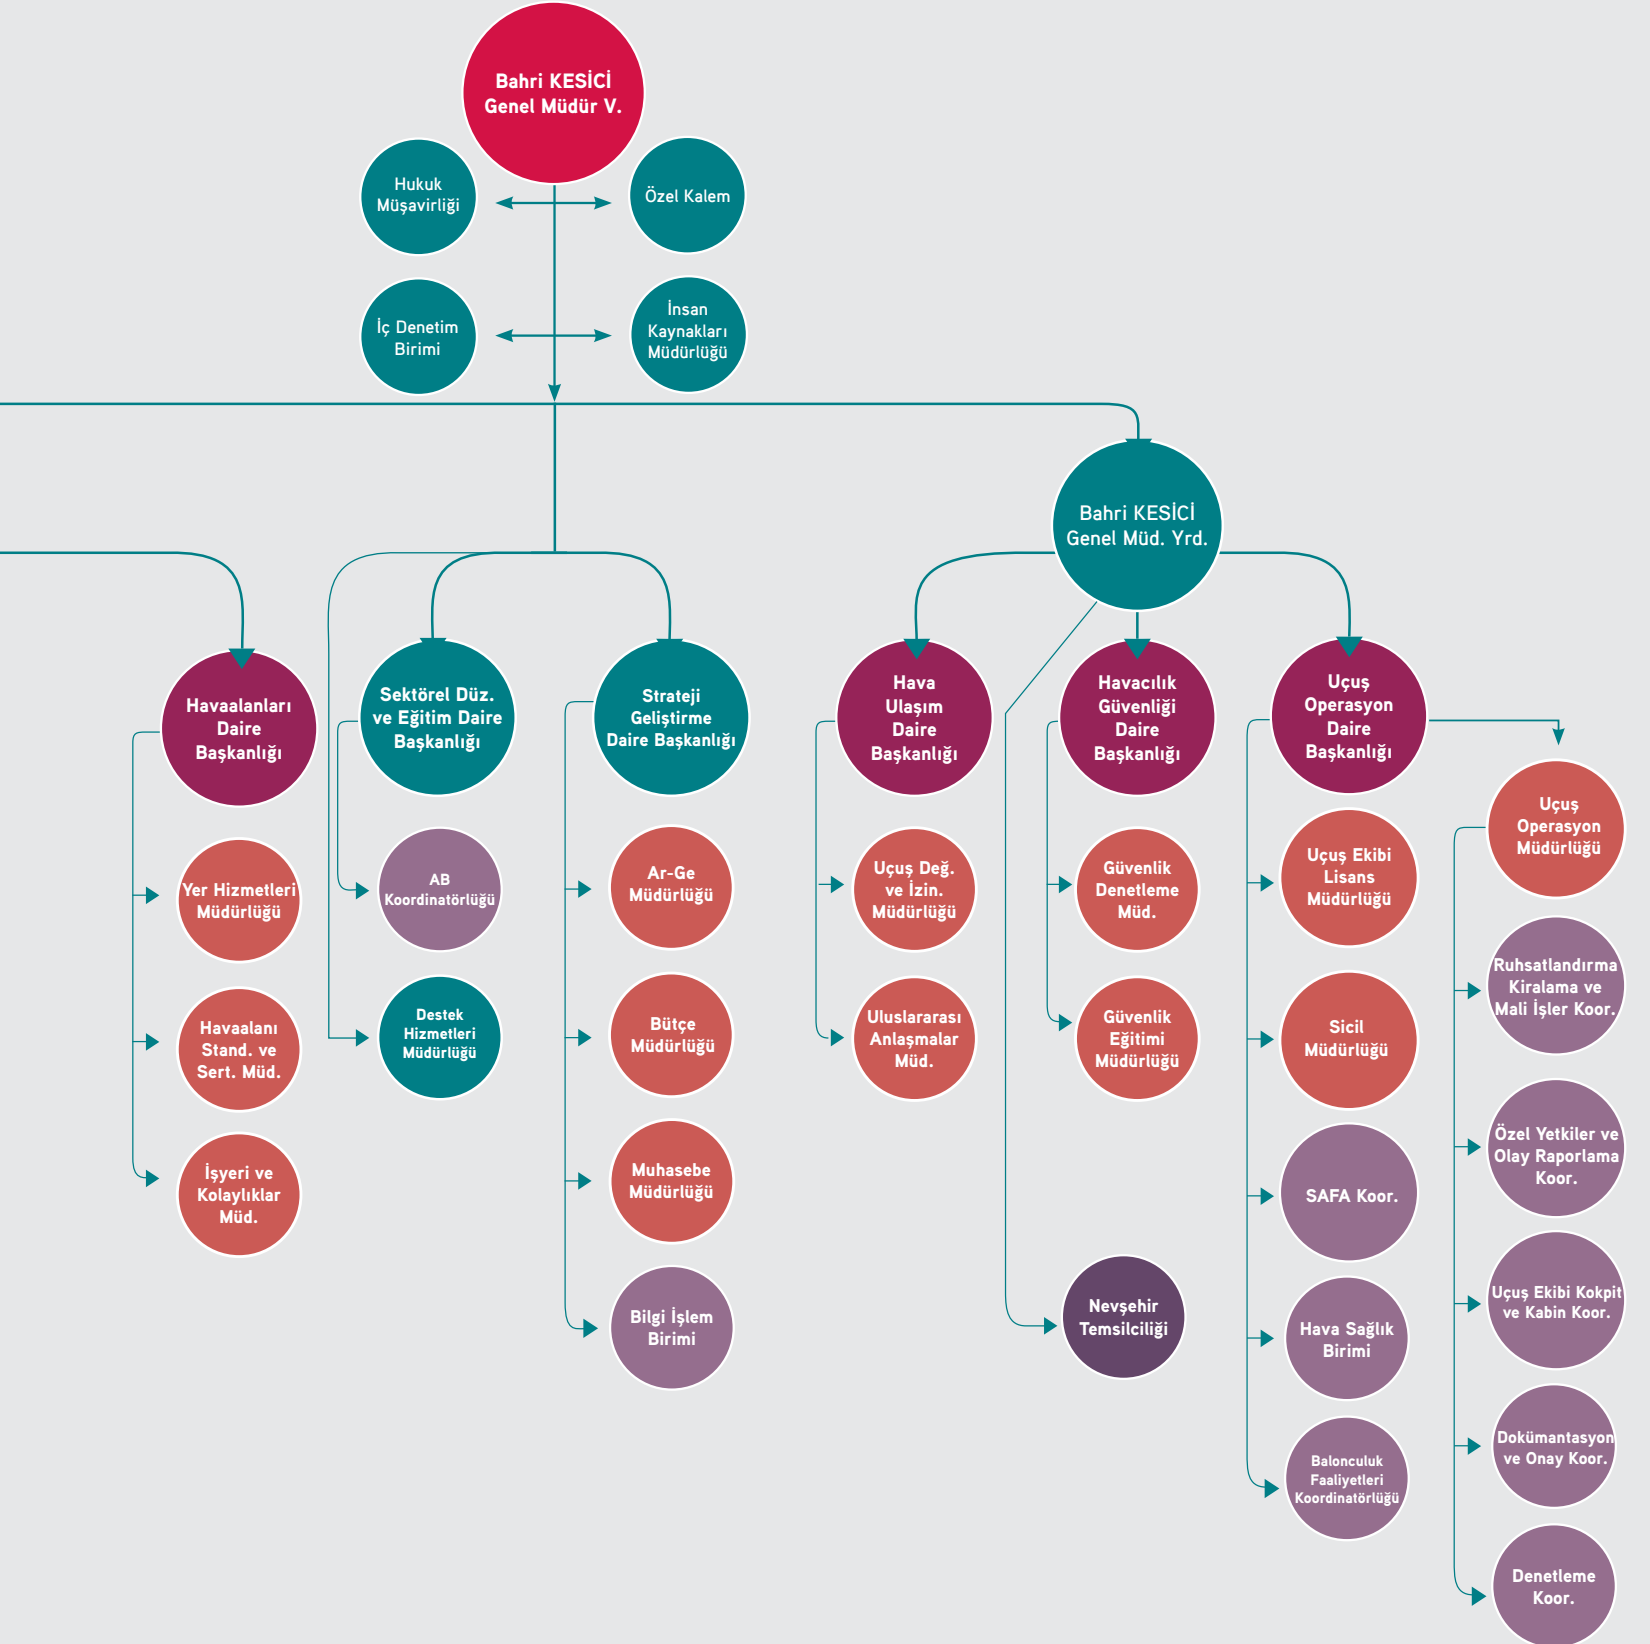 Bahri KESİCİ
Genel Müdür V.
Hukuk
Müşavirliği
Özel Kalem
İç Denetim
Birimi
İnsan
Kaynakları
Müdürlüğü
Bahri KESİCİ
Genel Müd. Yrd.
Havaalanları
Daire
Başkanlığı
Yer Hizmetleri
Müdürlüğü
Havaalanı
Stand. ve
Sert. Müd.
İşyeri ve
Kolaylıklar
Müd.
Sektörel Düz.
ve Eğitim Daire
Başkanlığı
AB
Koordinatörlüğü
Destek
Hizmetleri
Müdürlüğü
Strateji
Geliştirme
Daire Başkanlığı
Ar-Ge
Müdürlüğü
Bütçe
Müdürlüğü
Muhasebe
Müdürlüğü
Bilgi İşlem
Birimi
Hava
Ulaşım
Daire
Başkanlığı
Uçuş Değ.
ve İzin.
Müdürlüğü
Uluslararası
Anlaşmalar
Müd.
Havacılık
Güvenliği
Daire
Başkanlığı
Güvenlik
Denetleme
Müd.
Güvenlik
Eğitimi
Müdürlüğü
Nevşehir
Temsilciliği
Uçuş
Operasyon
Daire
Başkanlığı
Uçuş Ekibi
Lisans
Müdürlüğü
Sicil
Müdürlüğü
SAFA Koor.
Hava Sağlık
Birimi
Balonculuk
Faaliyetleri
Koordinatörlüğü
Uçuş
Operasyon
Müdürlüğü
Ruhsatlandırma
Kiralama ve
Mali İşler Koor.
Özel Yetkiler ve
Olay Raporlama
Koor.
Uçuş Ekibi Kokpit
ve Kabin Koor.
Dokümantasyon
ve Onay Koor.
Denetleme
Koor.